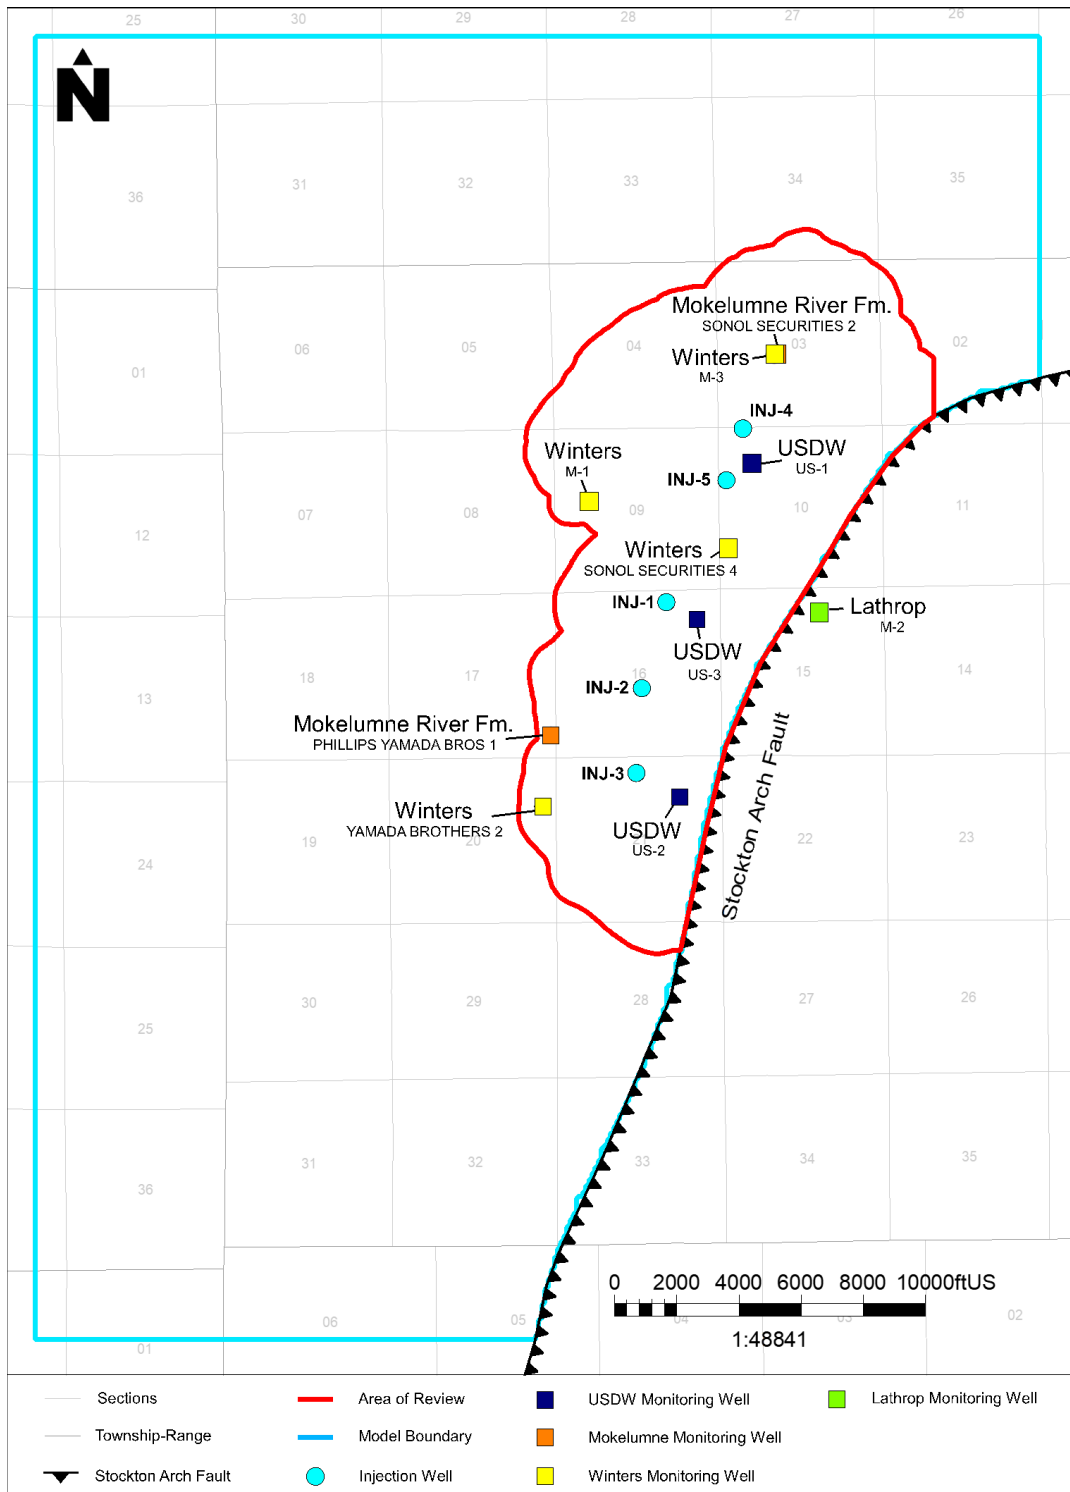 25
30
29
28
27
26
N
36
31
32
33
34
35
Mokelumne River Fm.
SONOL SECURITIES 2
01
06
05
04
03
02
Winters
M-3
INJ-4
Winters
M-1
USDW
US-1
INJ-5
12
07
08
09
10
11
Winters
SONOL SECURITIES 4
INJ-1
Lathrop
M-2
USDW
US-3
13
18
17
16
15
14
INJ-2
Mokelumne River Fm.
PHILLIPS YAMADA BROS 1
INJ-3
Stockton Arch Fault
Winters
YAMADA BROTHERS 2
USDW
US-2
24
19
20
22
23
25
30
29
28
27
26
36
31
32
33
34
35
0 2000 4000 6000 8000 10000ftUS
1:48841
01
06
05
04
03
02
Sections
Area of Review
USDW Monitoring Well
Lathrop Monitoring Well
Township-Range
Model Boundary
Mokelumne Monitoring Well
Stockton Arch Fault
Injection Well
Winters Monitoring Well